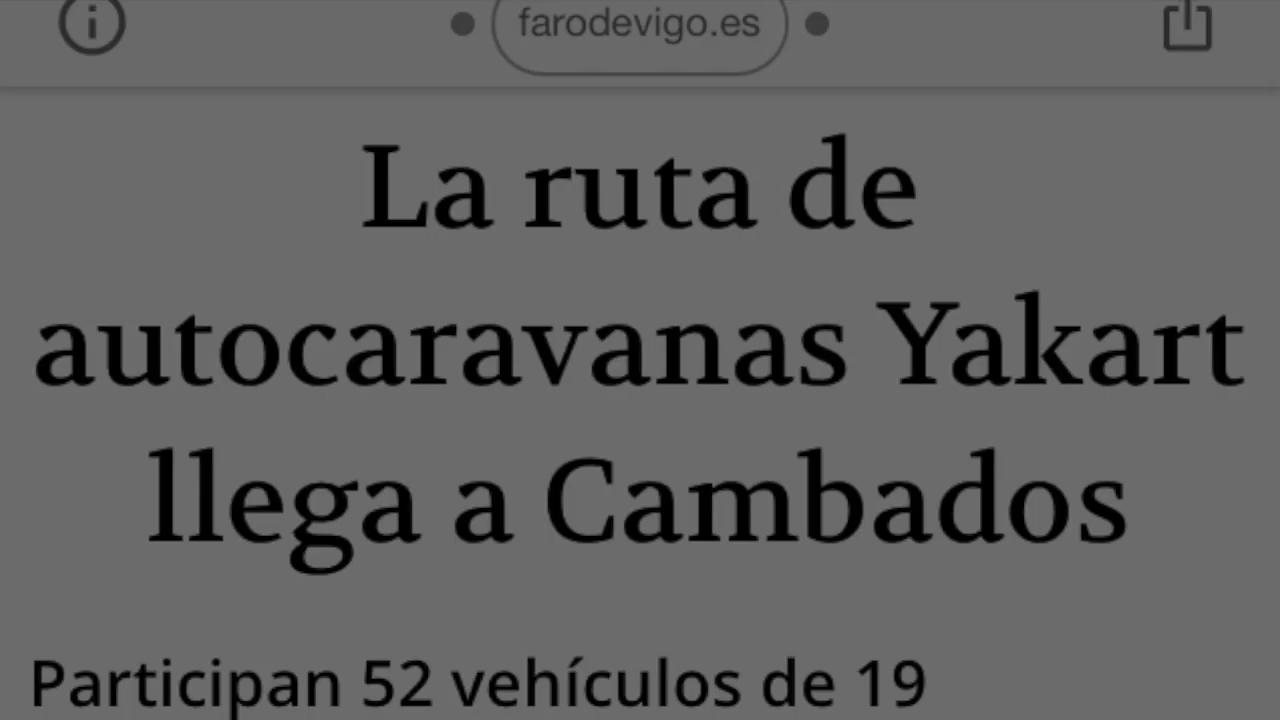 farodevigo.es
La ruta de
autocaravanas Yakart
llega a Cambados
Participan 52 vehículos de 19